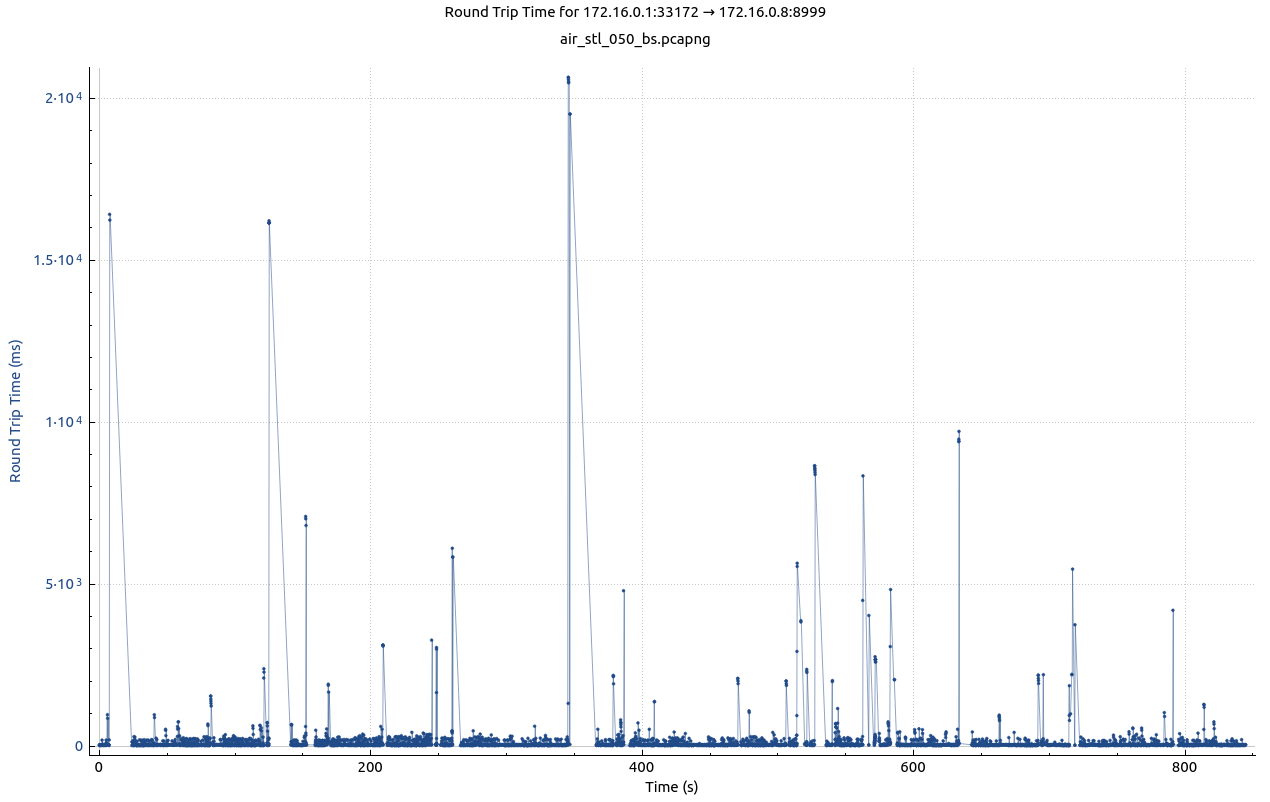 Round Trip Time for 172.16.0.1:33172 → 172.16.0.8:8999
air_stl_050_bs.pcapng
2·10⁴
1.5·10⁴
1·10⁴
5·10³
0
Round Trip Time (ms)
0 200 400 600 800
Time (s)